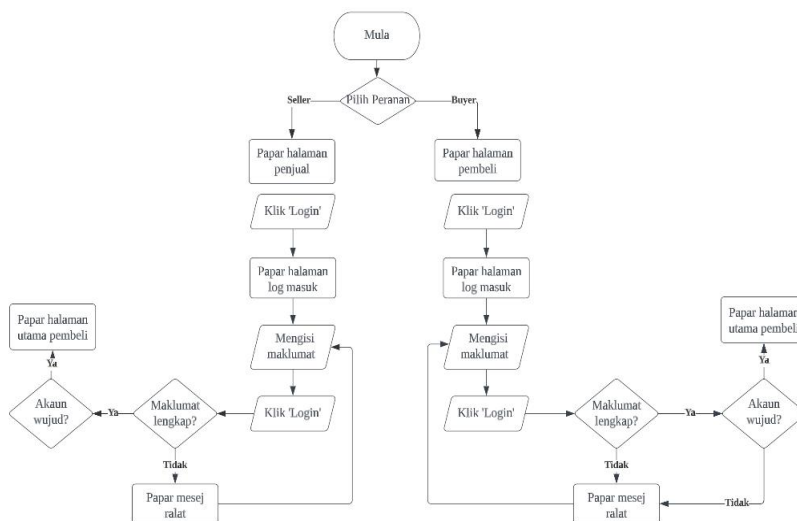 Mula
Pilih Peranan
Seller
Buyer
Papar halaman
penjual
Papar halaman
pembeli
Klik 'Login'
Klik 'Login'
Papar halaman
log masuk
Papar halaman
log masuk
Papar halaman
utama pembeli
Mengisi
maklumat
Mengisi
maklumat
Papar halaman
utama pembeli
Ya
Ya
Akaun
wujud?
Ya
Maklumat
lengkap?
Klik 'Login'
Klik 'Login'
Maklumat
lengkap?
Ya
Akaun
wujud?
Tidak
Tidak
Papar mesej
ralat
Papar mesej
ralat
Tidak